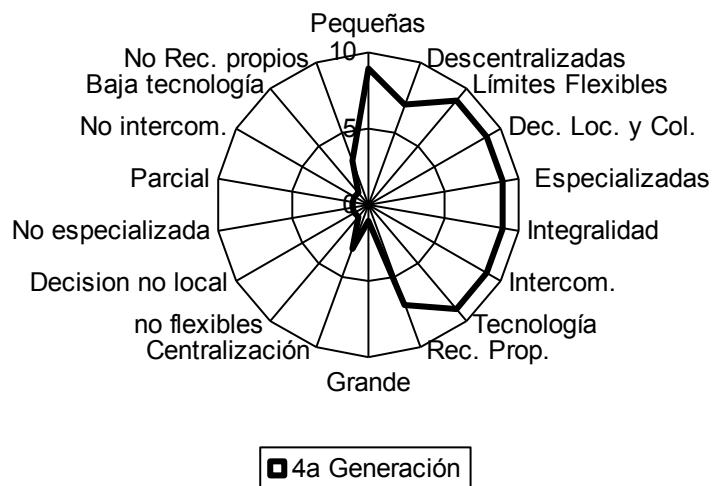 Pequeñas
10
No Rec. propios
Descentralizadas
Baja tecnología
Límites Flexibles
No intercom.
5
Dec. Loc. y Col.
Parcial
Especializadas
0
No especializada
Integralidad
Decision no local
Intercom.
no flexibles
Tecnología
Centralización
Rec. Prop.
Grande
4a Generación